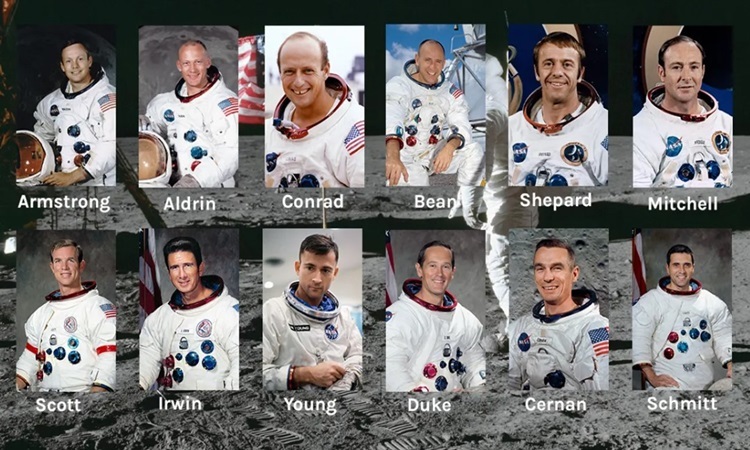 Armstrong
Aldrin
Conrad
Bean
Shepard
Mitchell
Scott
Irwin
Young
Duke
Cernan
Schmitt